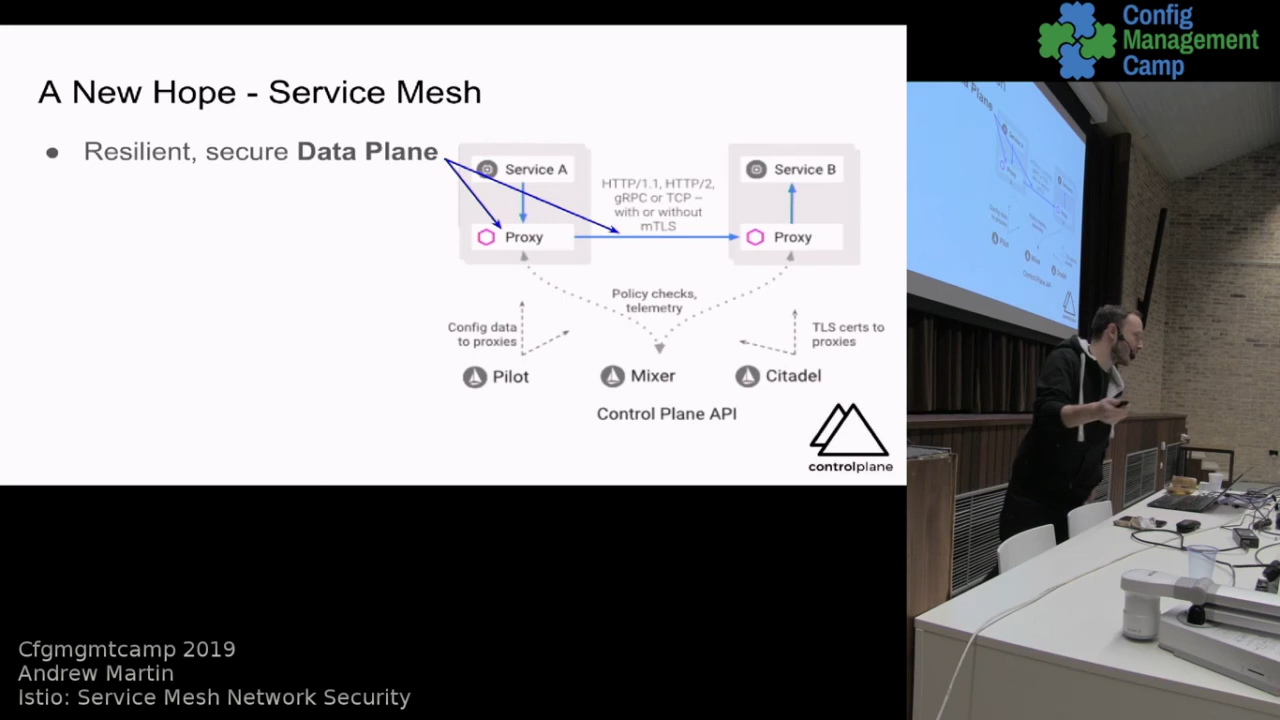 Config
Management
Camp
A New Hope - Service Mesh
● Resilient, secure Data Plane
Service A
Service B
HTTP/1.1, HTTP/2,
gRPC or TCP --
with or without
mTLS
Proxy
Proxy
Policy checks,
telemetry
Config data
to proxies
TLS certs to
proxies
Pilot
Mixer
Citadel
Control Plane API
controlplane
Cfgmgmtcamp 2019
Andrew Martin
Istio: Service Mesh Network Security